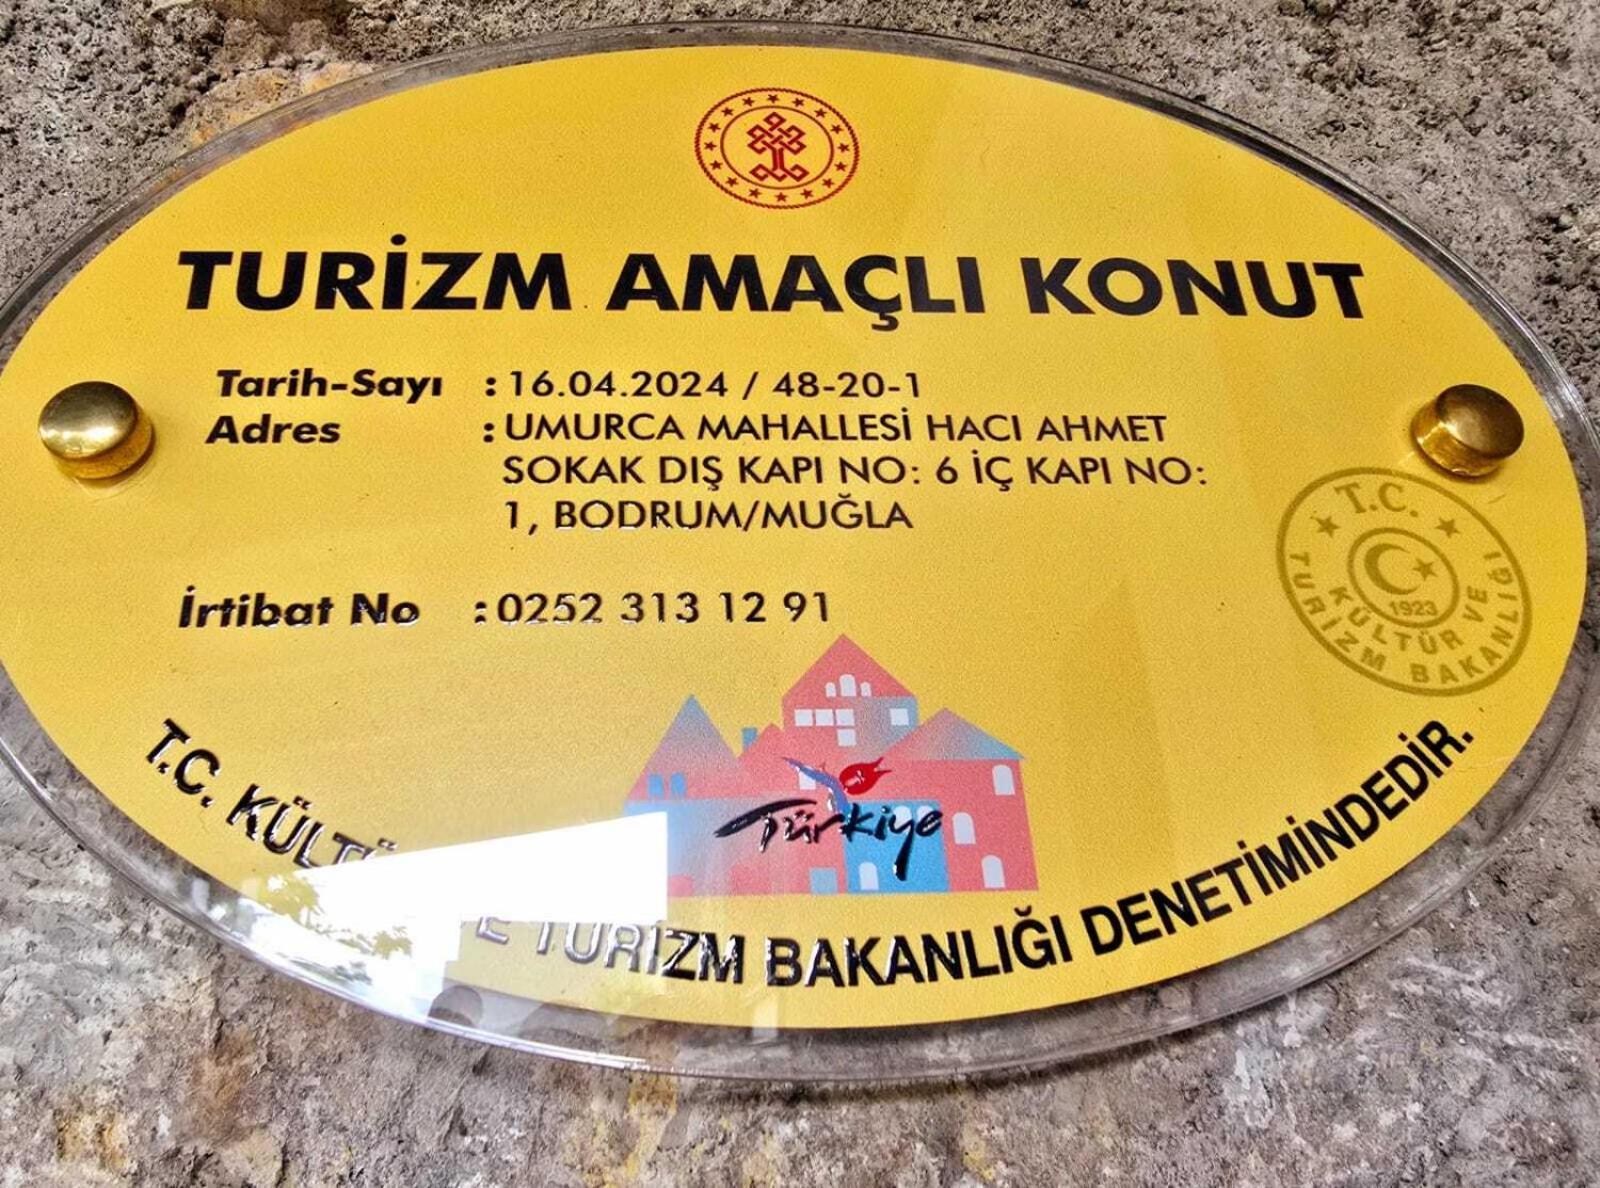 TURİZM AMAÇLI KONUT
Tarih-Sayı : 16.04.2024 / 48-20-1
Adres : UMURCA MAHALLESİ HACI AHMET
SOKAK DIŞ KAPI NO: 6 İÇ KAPI NO:
1, BODRUM/MUĞLA
T.C.
KÜLTÜR VE
TURİZM BAKANLIĞI
1923
İrtibat No : 0252 313 12 91
Türkiye
T.C. KÜLTÜ E TURİZM BAKANLIĞI DENETİMİNDEDİR.